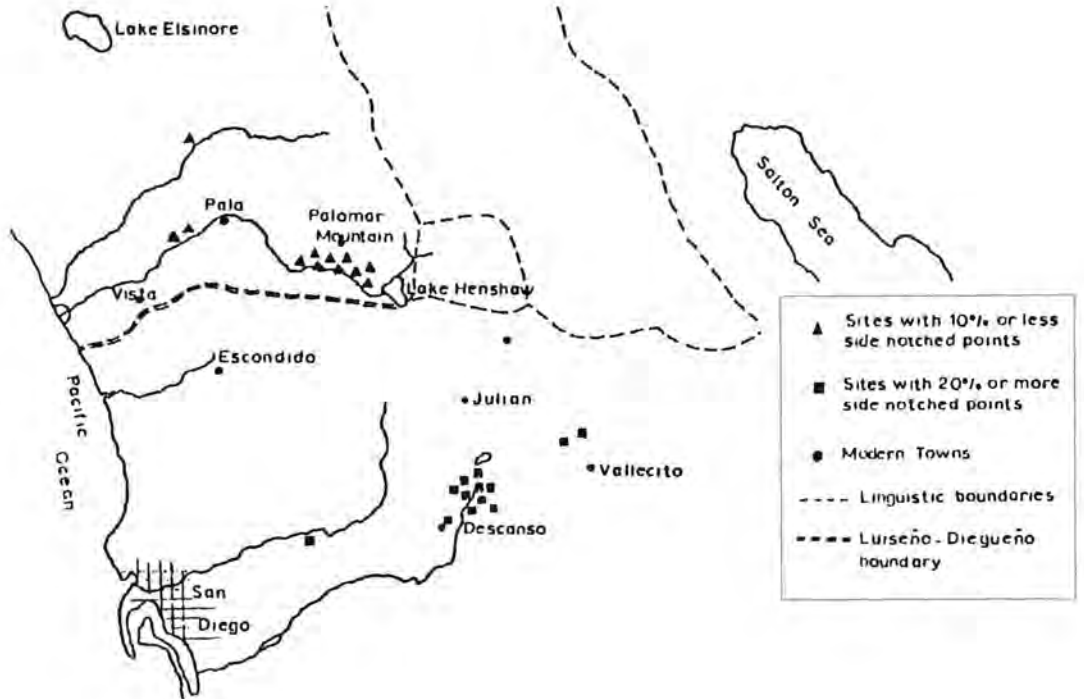 Lake Elsinore
Pala
Palomar
Mountain
Salton Sea
Vista
Lake Henshaw
Escondido
Pacific
Ocean
Julian
Vallecito
Descanso
San
Diego
Sites with 10% or less
side notched points
Sites with 20% or more
side notched points
Modern Towns
Linguistic boundaries
Luiseño-Diegueño
boundary